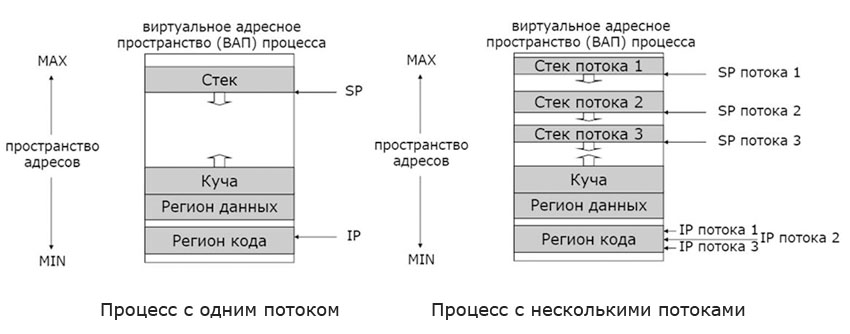 виртуальное адресное
пространство (ВАП) процесса
MAX
Стек
SP
пространство
адресов
Куча
Регион данных
Регион кода
IP
MIN
Процесс с одним потоком
виртуальное адресное
пространство (ВАП) процесса
MAX
Стек потока 1
SP потока 1
Стек потока 2
SP потока 2
Стек потока 3
SP потока 3
пространство
адресов
Куча
Регион данных
Регион кода
IP потока 1
IP потока 2
IP потока 3
MIN
Процесс с несколькими потоками